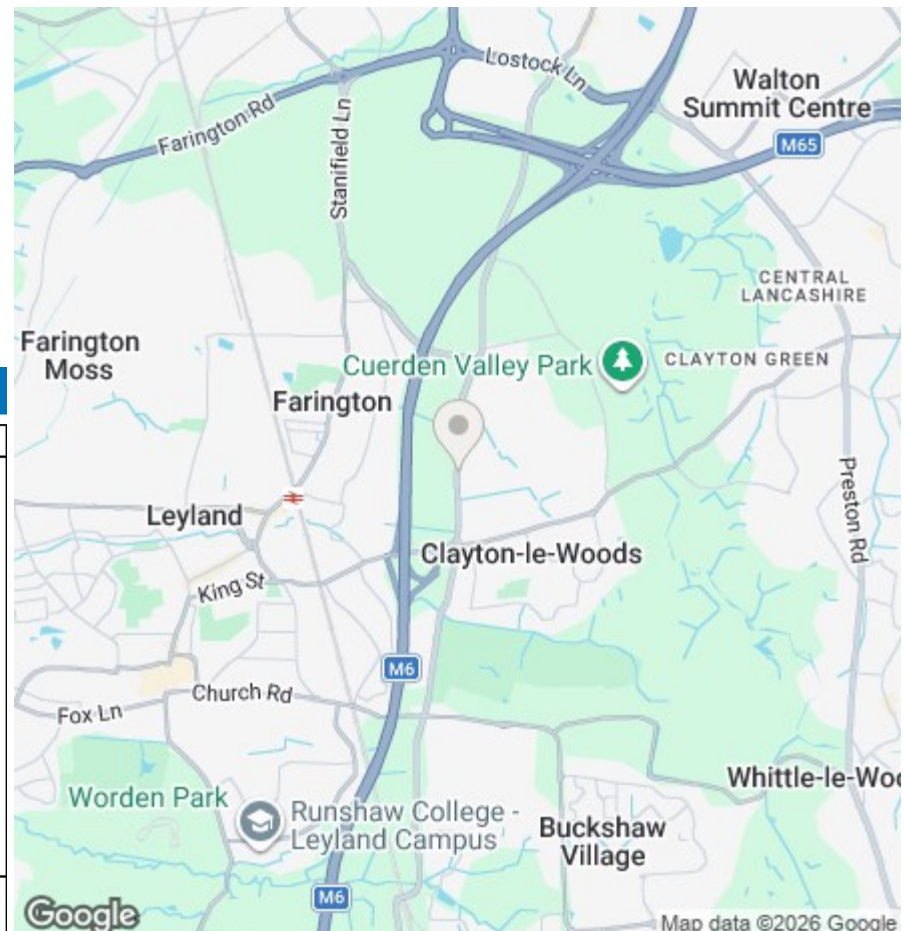 Lostock Ln
Walton
Summit Centre
Farington Rd
Stanifield Ln
M65
CENTRAL
LANCASHIRE
Farington
Moss
Cuerden Valley Park
CLAYTON GREEN
Farington
Preston Rd
Leyland
Clayton-le-Woods
King St
M6
Church Rd
Fox Ln
Whittle-le-Woo
Worden Park
Runshaw College -
Leyland Campus
Buckshaw
Village
M6
Google
Map data ©2026 Google